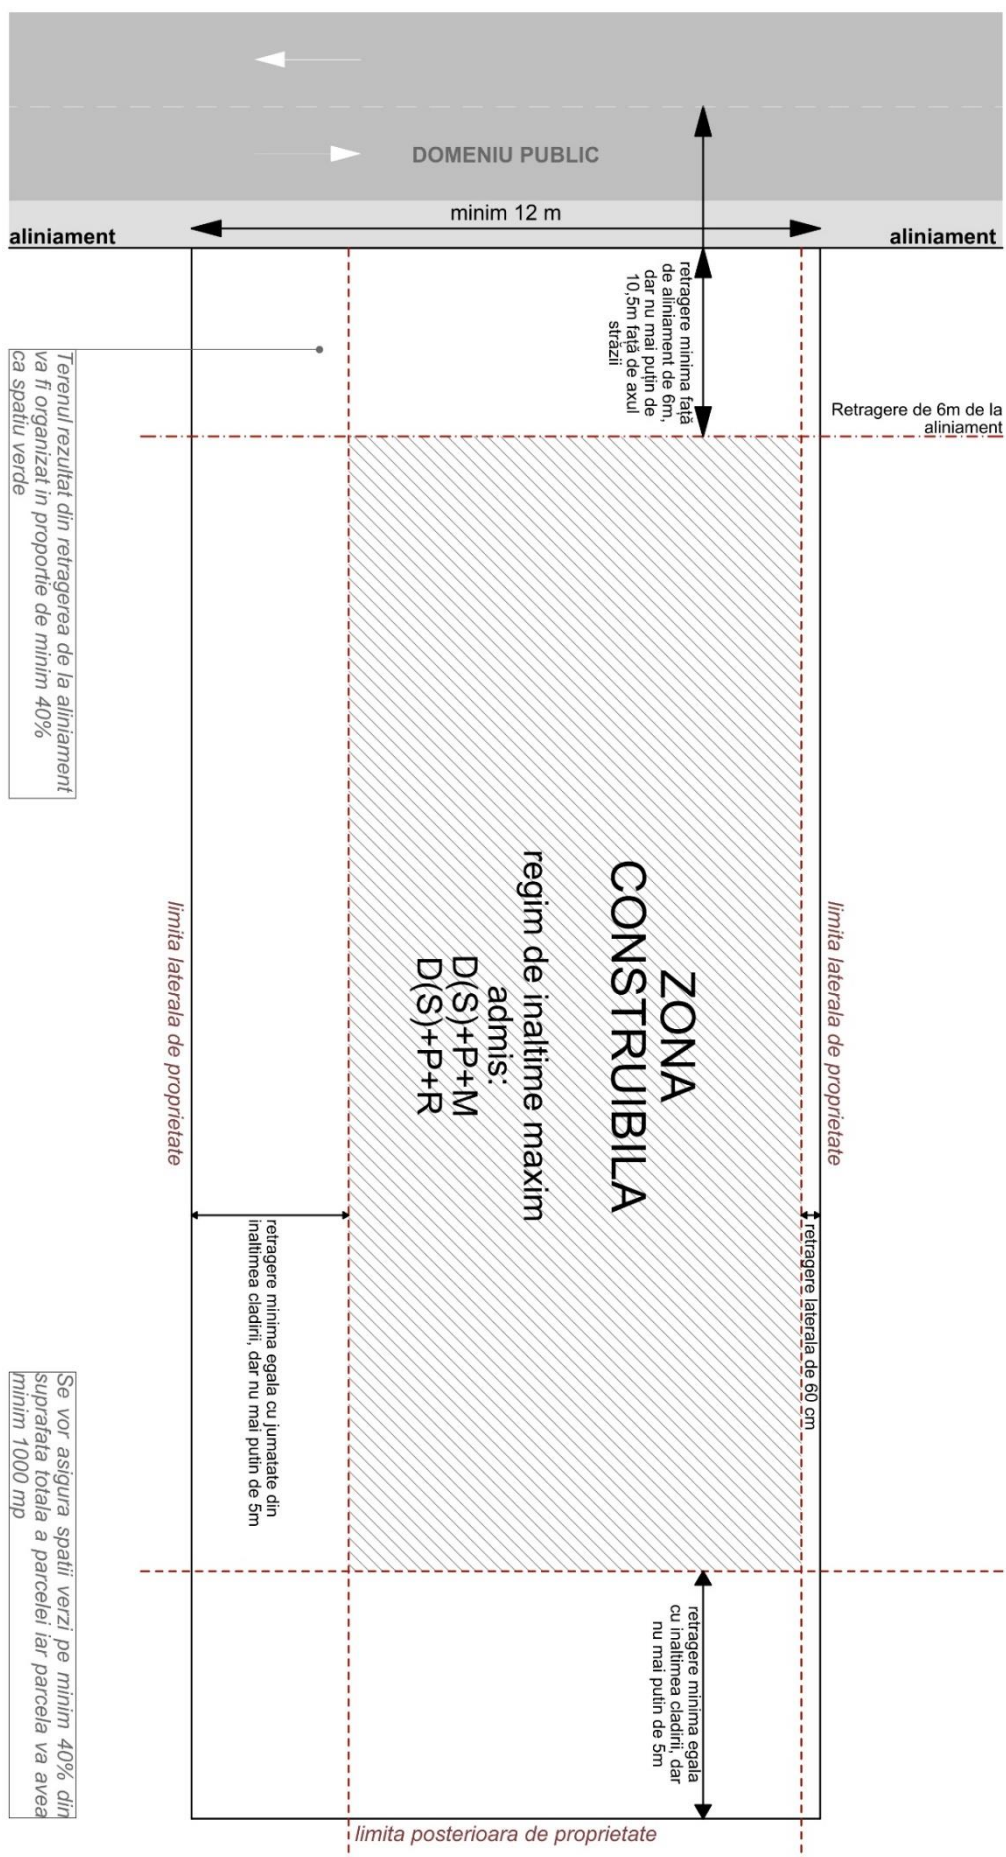 DOMENIU PUBLIC
minim 12 m
aliniament
aliniament
retragere minima față
de aliniament de 6m,
dar nu mai puțin de
10,5m față de axul
străzii
Retragere de 6m de la
aliniament
Terenul rezultat din retragerea de la aliniament
va fi organizat in proportie de minim 40%
ca spatiu verde
ZONA
CONSTRUIBILA
regim de inaltime maxim
admis:
D(S)+P+M
D(S)+P+R
limita laterala de proprietate
limita laterala de proprietate
retragere laterala de 60 cm
retragere minima egala cu jumatate din
inaltimea cladirii, dar nu mai putin de 5m
Se vor asigura spatii verzi pe minim 40% din
suprafata totala a parcelei iar parcela va avea
minim 1000 mp
retragere minima egala
cu inaltimea cladirii, dar
nu mai putin de 5m
limita posterioara de proprietate